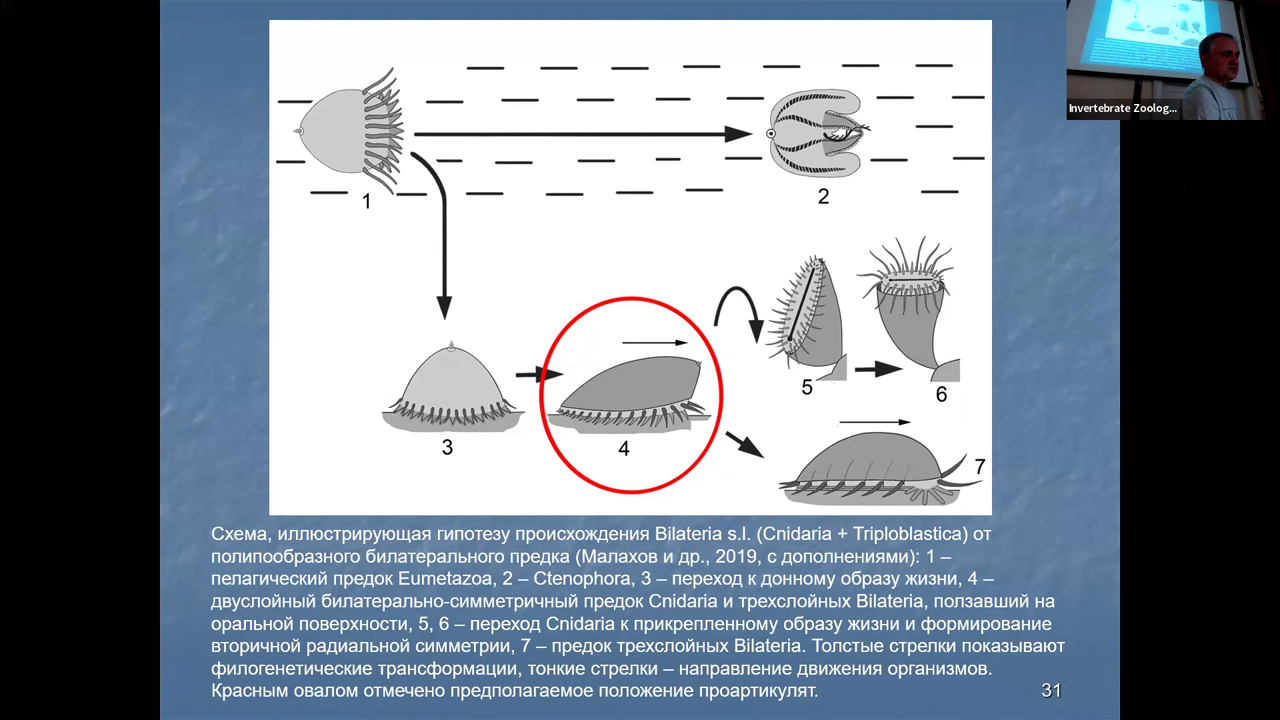 Invertebrate Zoolog...
1
2
3
4
5
6
7
Схема, иллюстрирующая гипотезу происхождения Bilateria s.l. (Cnidaria + Triploblastica) от
полипообразного билатерального предка (Малахов и др., 2019, с дополнениями): 1 –
пелагический предок Eumetazoa, 2 – Ctenophora, 3 – переход к донному образу жизни, 4 –
двуслойный билатерально-симметричный предок Cnidaria и трехслойных Bilateria, ползавший на
оральной поверхности, 5, 6 – переход Cnidaria к прикрепленному образу жизни и формирование
вторичной радиальной симметрии, 7 – предок трехслойных Bilateria. Толстые стрелки показывают
филогенетические трансформации, тонкие стрелки – направление движения организмов.
Красным овалом отмечено предполагаемое положение проартикулят.
31